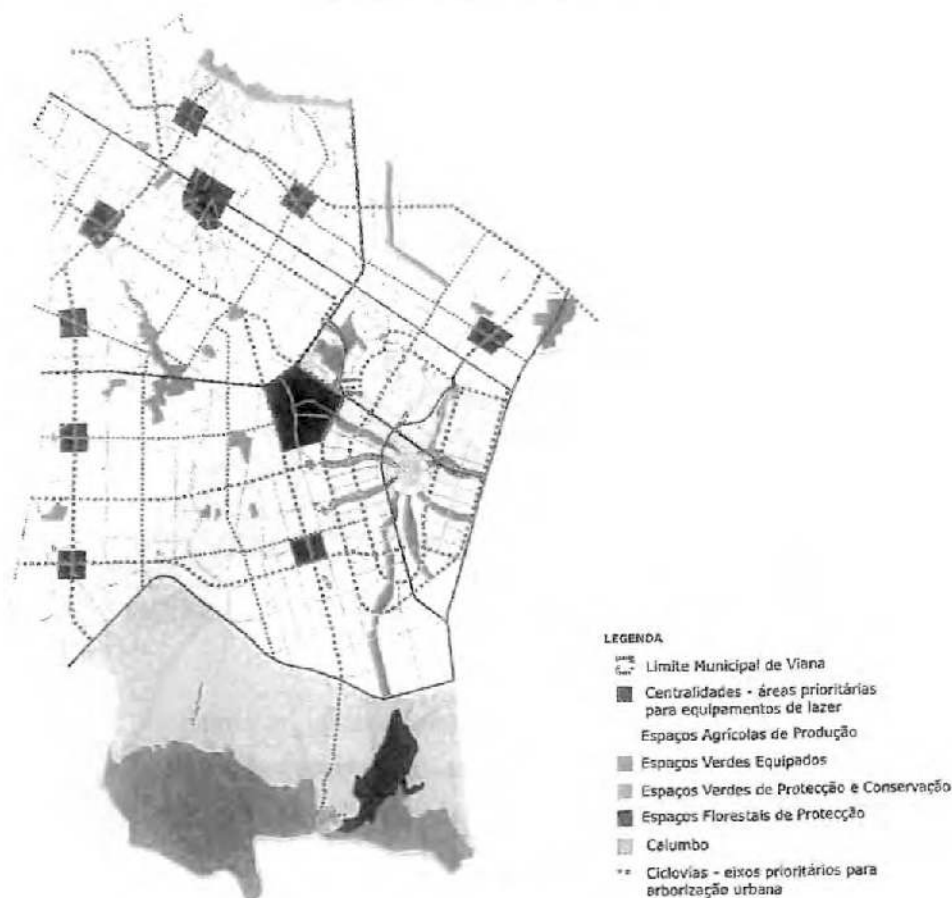 LEGENDA
Limite Municipal de Viana
Centralidades - áreas prioritárias
para equipamentos de lazer
Espaços Agrícolas de Produção
Espaços Verdes Equipados
Espaços Verdes de Protecção e Conservação
Espaços Florestais de Protecção
Calumbo
Ciclovias - eixos prioritários para
arborização urbana